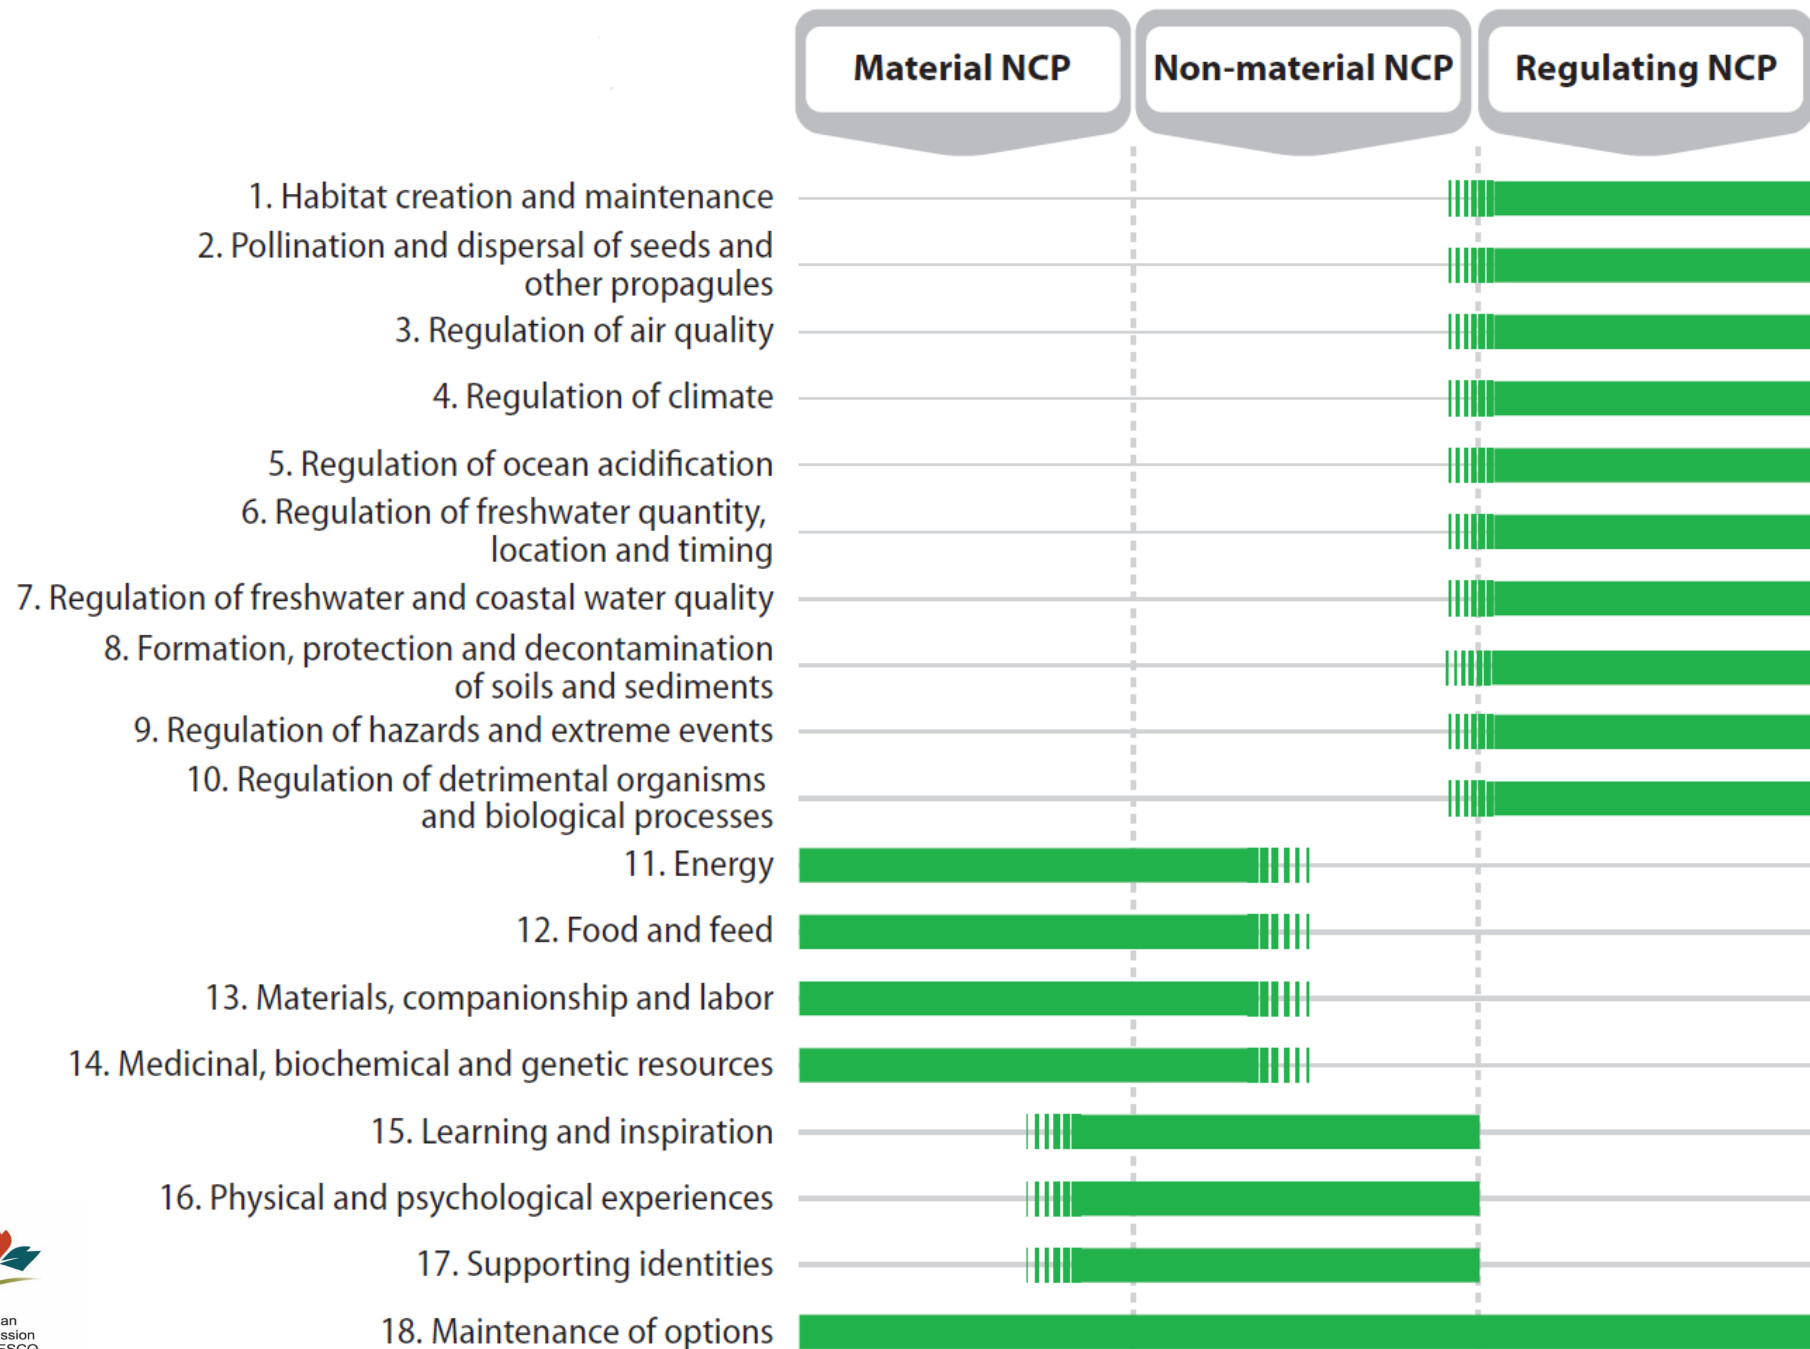 Material NCP
Non-material NCP
Regulating NCP
1. Habitat creation and maintenance
2. Pollination and dispersal of seeds and
other propagules
3. Regulation of air quality
4. Regulation of climate
5. Regulation of ocean acidification
6. Regulation of freshwater quantity,
location and timing
7. Regulation of freshwater and coastal water quality
8. Formation, protection and decontamination
of soils and sediments
9. Regulation of hazards and extreme events
10. Regulation of detrimental organisms
and biological processes
11. Energy
12. Food and feed
13. Materials, companionship and labor
14. Medicinal, biochemical and genetic resources
15. Learning and inspiration
16. Physical and psychological experiences
17. Supporting identities
18. Maintenance of options
an
ssion